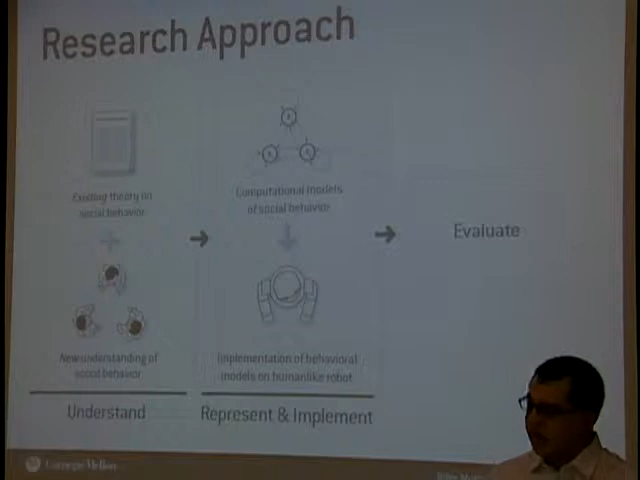 Research Approach
Existing theory on
social behavior
New understanding of
social behavior
Understand
Computational models
of social behavior
Implementation of behavioral
models on humanlike robot
Represent & Implement
Evaluate
Carnegie Mellon